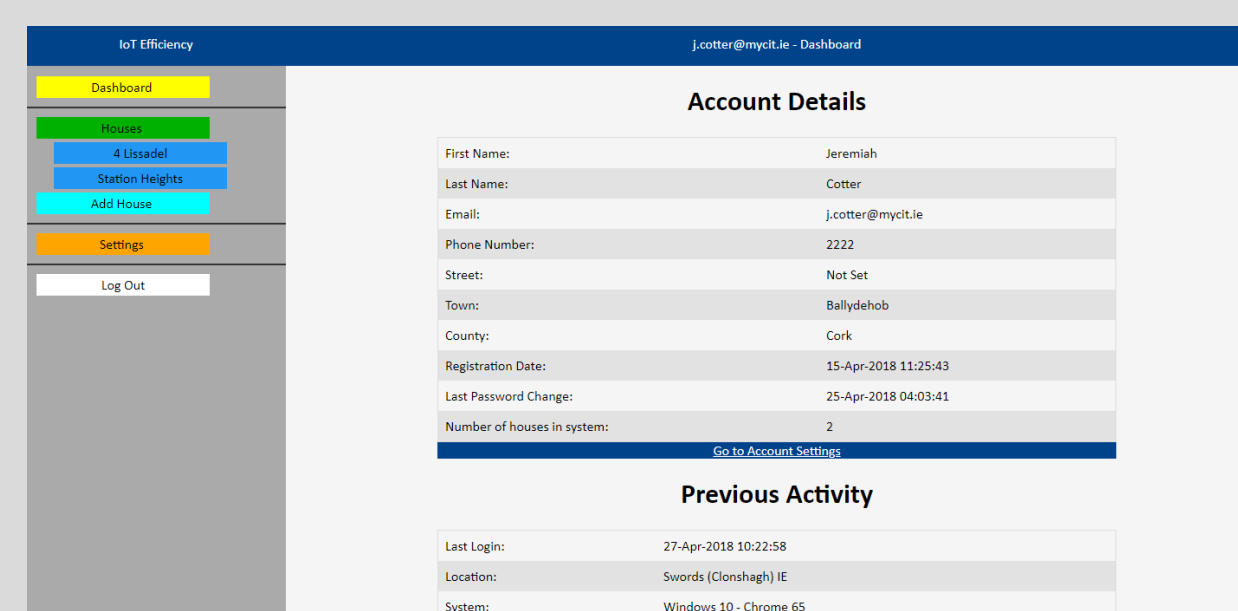 IoT Efficiency
j.cotter@mycit.ie - Dashboard
Dashboard
Houses
4 Lissadel
Station Heights
Add House
Settings
Log Out
Account Details
First Name: Jeremiah
Last Name: Cotter
Email: j.cotter@mycit.ie
Phone Number: 2222
Street: Not Set
Town: Ballydehob
County: Cork
Registration Date: 15-Apr-2018 11:25:43
Last Password Change: 25-Apr-2018 04:03:41
Number of houses in system: 2
Go to Account Settings
Previous Activity
Last Login: 27-Apr-2018 10:22:58
Location: Swords (Clonshagh) IE
System: Windows 10 - Chrome 65